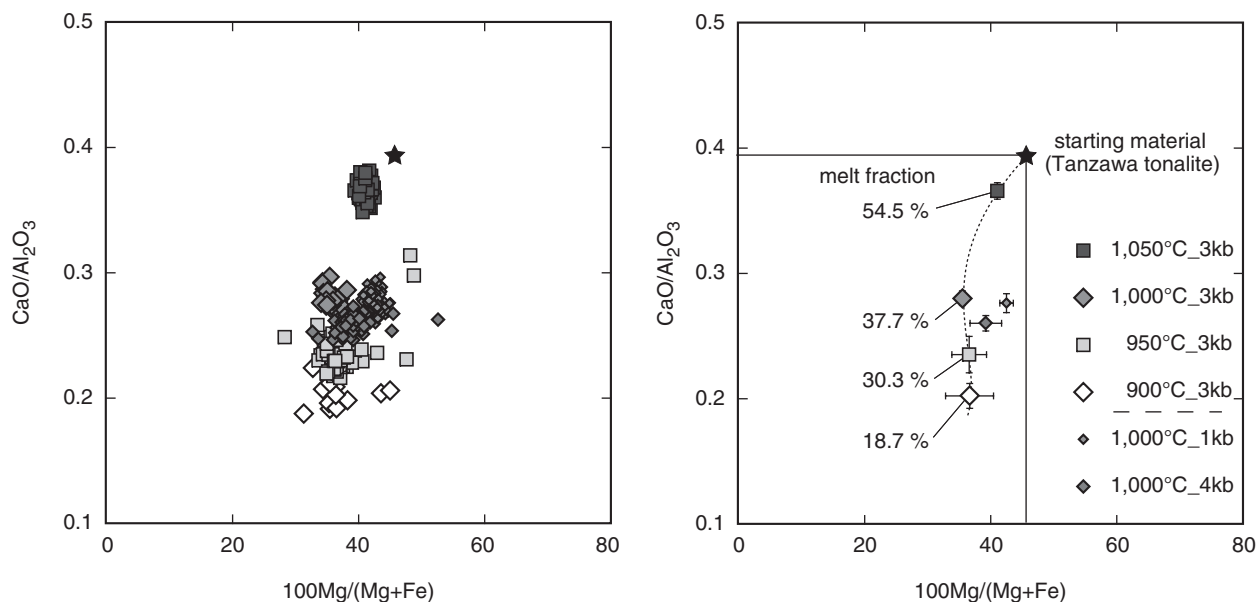 0.5
0.4
0.3
0.2
0.1
CaO/Al₂O₃
0
20
40
60
80
100Mg/(Mg+Fe)
0.5
0.4
0.3
0.2
0.1
CaO/Al₂O₃
0
20
40
60
80
100Mg/(Mg+Fe)
starting material
(Tanzawa tonalite)
melt fraction
54.5 %
37.7 %
30.3 %
18.7 %
1,050°C_3kb
1,000°C_3kb
950°C_3kb
900°C_3kb
1,000°C_1kb
1,000°C_4kb